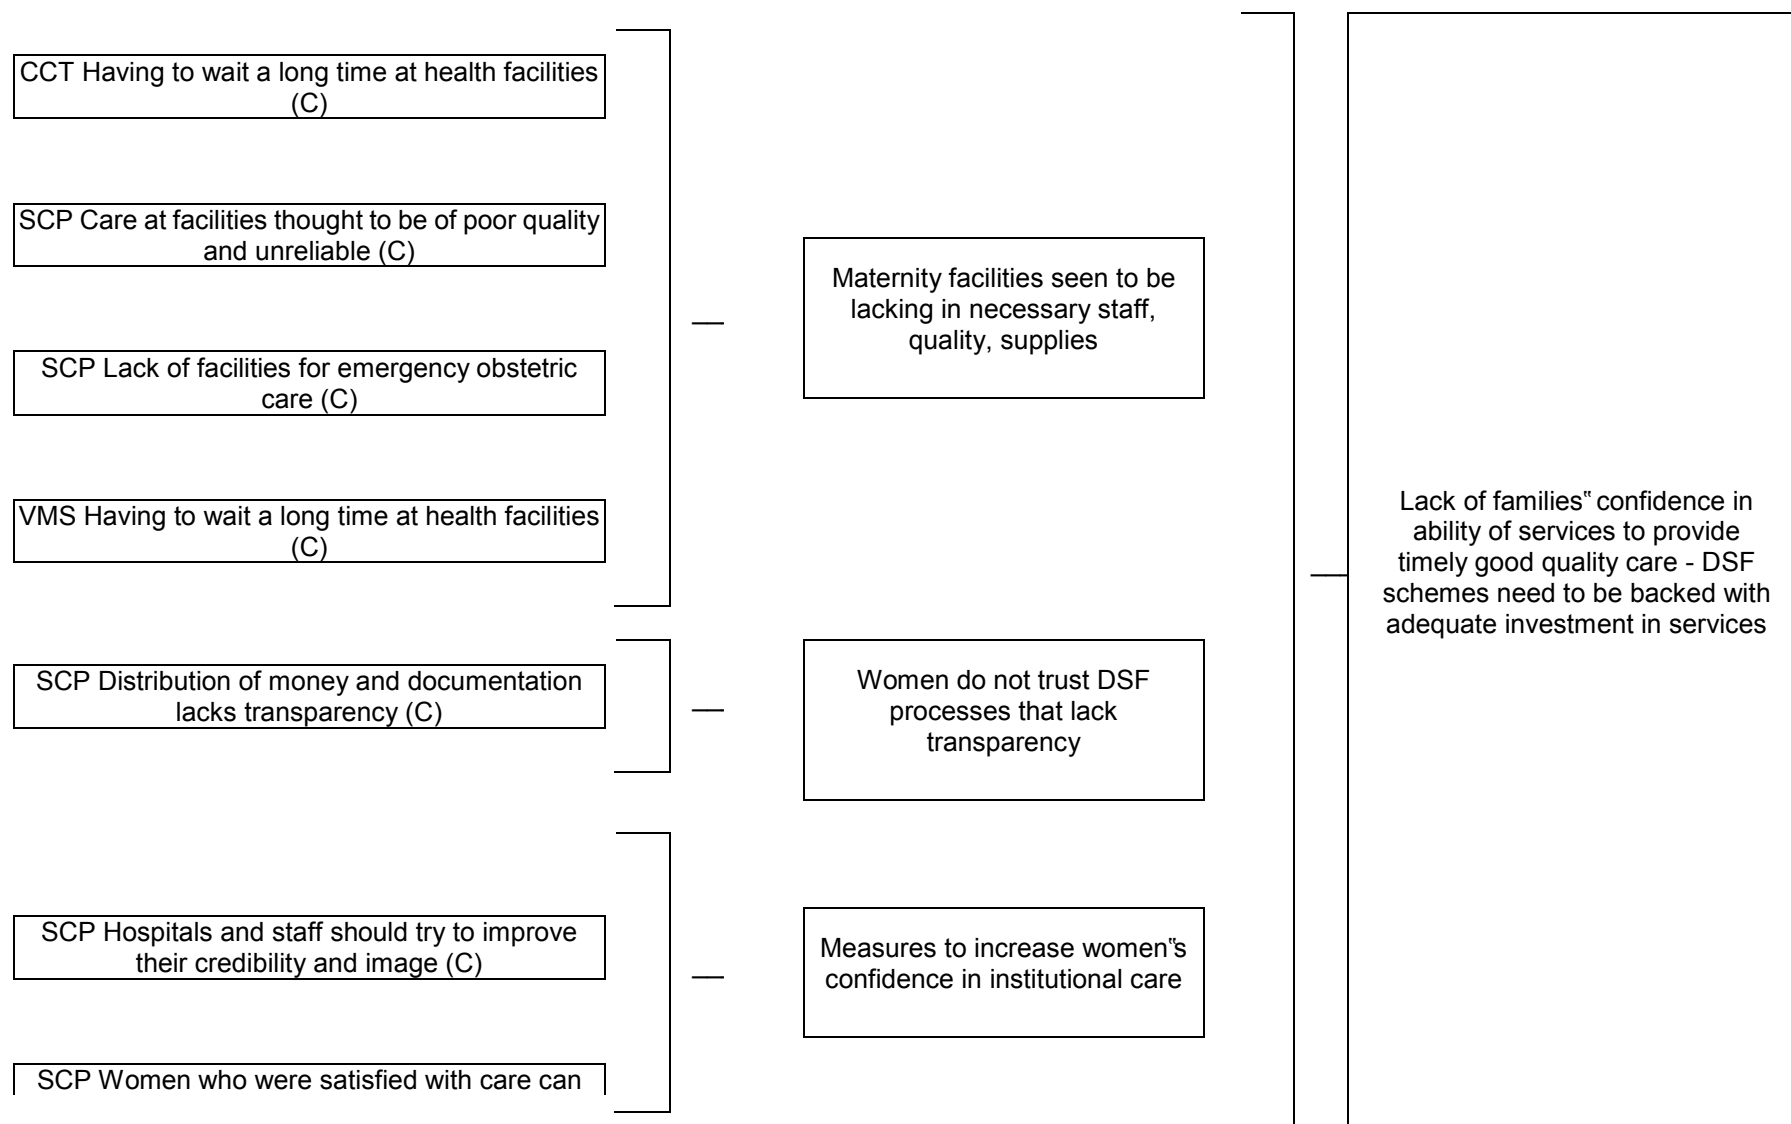 CCT Having to wait a long time at health facilities
(C)
SCP Care at facilities thought to be of poor quality
and unreliable (C)
SCP Lack of facilities for emergency obstetric
care (C)
VMS Having to wait a long time at health facilities
(C)
Maternity facilities seen to be
lacking in necessary staff,
quality, supplies
SCP Distribution of money and documentation
lacks transparency (C)
Women do not trust DSF
processes that lack
transparency
SCP Hospitals and staff should try to improve
their credibility and image (C)
SCP Women who were satisfied with care can
Measures to increase women‟s
confidence in institutional care
Lack of families‟ confidence in
ability of services to provide
timely good quality care - DSF
schemes need to be backed with
adequate investment in services